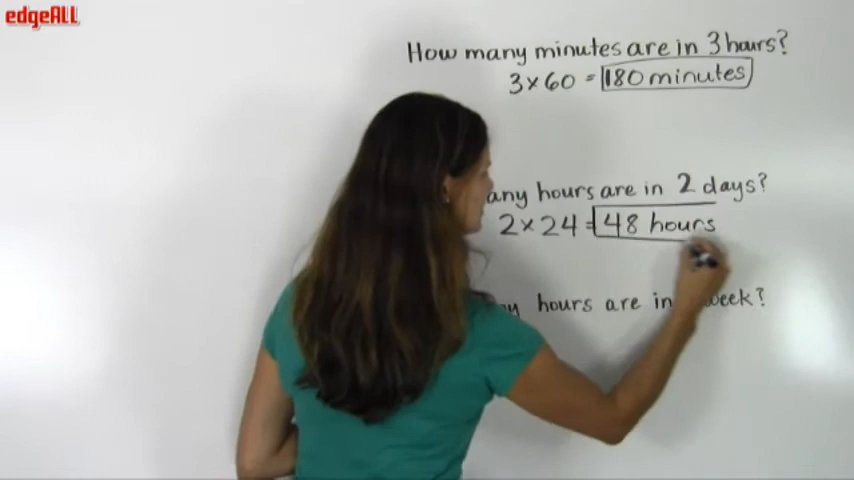 edgeALL
How many minutes are in 3 hours?
3 × 60 = 180 minutes
any hours are in 2 days?
2 × 24 = 48 hours
hours are in week?